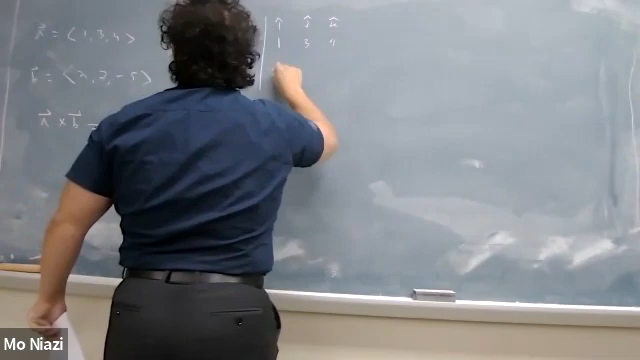 a⃗ = ⟨1, 3, 4⟩
b⃗ = ⟨2, 7, -5⟩
a⃗ × b⃗ =
î ĵ k̂
1 3 4
Mo Niazi